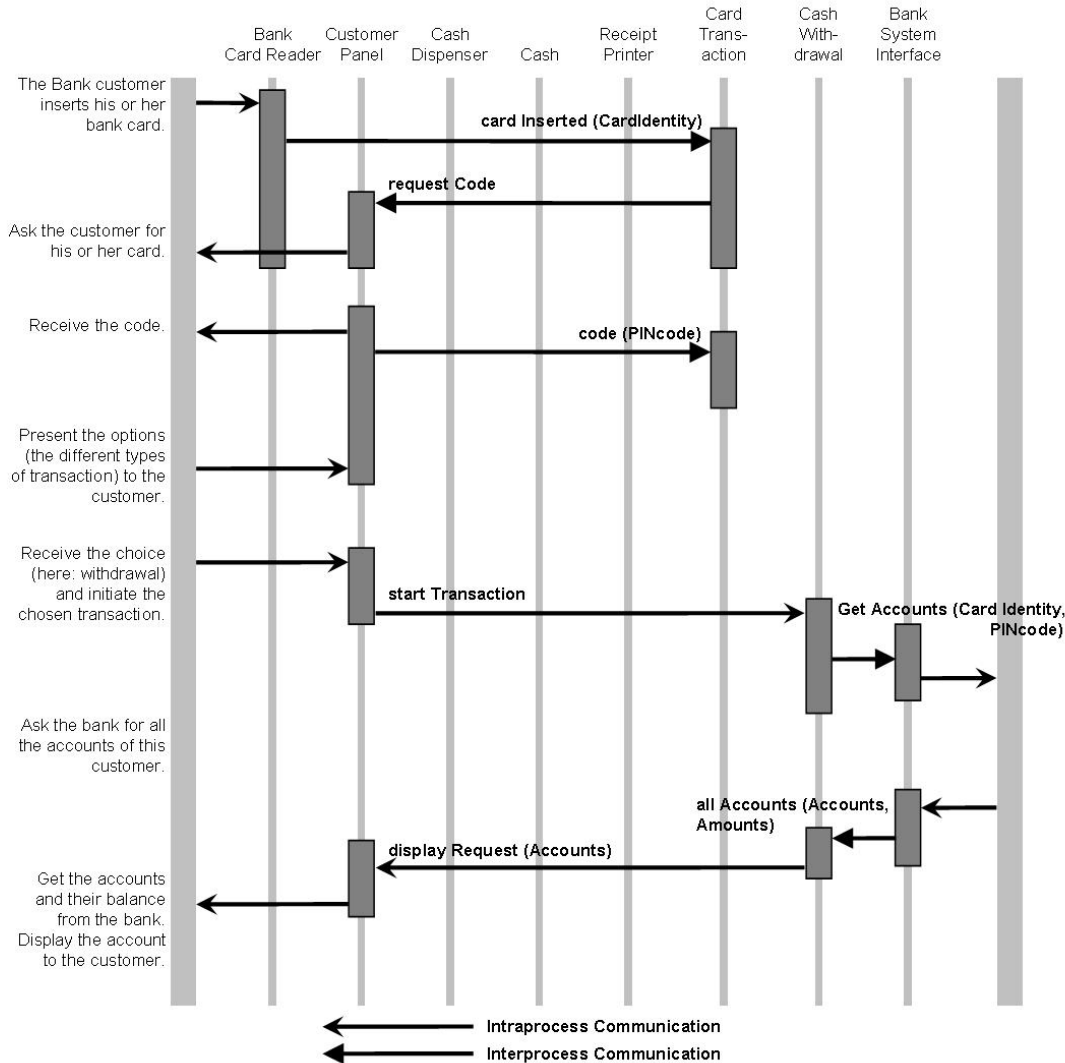 Bank
Card Reader
Customer
Panel
Cash
Dispenser
Cash
Receipt
Printer
Card
Trans-
action
Cash
With-
drawal
Bank
System
Interface
The Bank customer
inserts his or her
bank card.
card Inserted (CardIdentity)
request Code
Ask the customer for
his or her card.
Receive the code.
code (PINcode)
Present the options
(the different types
of transaction) to the
customer.
Receive the choice
(here: withdrawal)
and initiate the
chosen transaction.
start Transaction
Get Accounts (Card Identity,
PINcode)
Ask the bank for all
the accounts of this
customer.
all Accounts (Accounts,
Amounts)
display Request (Accounts)
Get the accounts
and their balance
from the bank.
Display the account
to the customer.
Intraprocess Communication
Interprocess Communication